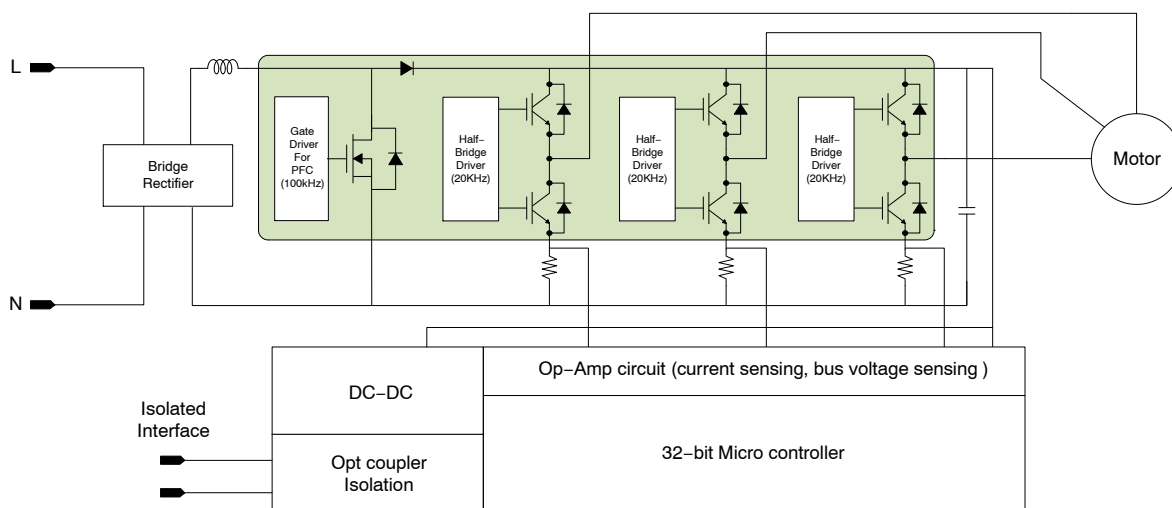 L
N
Bridge
Rectifier
Gate
Driver
For
PFC
(100kHz)
Half−
Bridge
Driver
(20KHz)
Half−
Bridge
Driver
(20KHz)
Half−
Bridge
Driver
(20KHz)
Motor
DC−DC
Op−Amp circuit (current sensing, bus voltage sensing )
Isolated
Interface
Opt coupler
Isolation
32−bit Micro controller